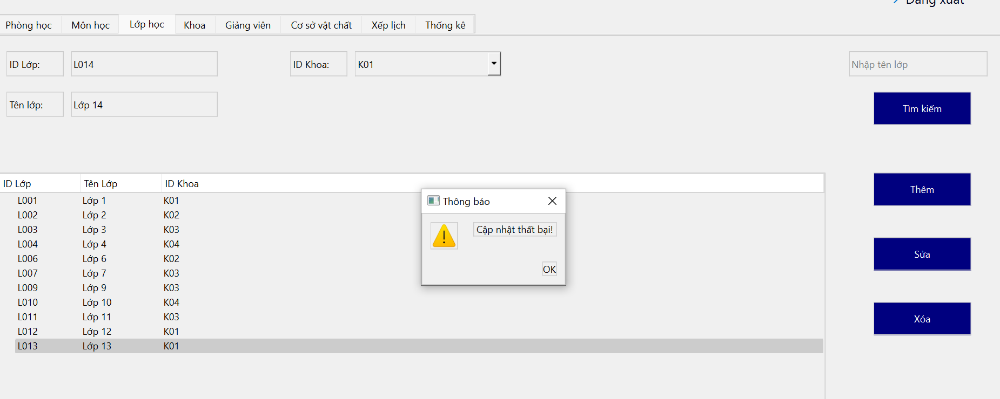 Đăng xuất
Phòng học Môn học Lớp học Khoa Giảng viên Cơ sở vật chất Xếp lịch Thống kê
ID Lớp: L014 ID Khoa: K01 Nhập tên lớp
Tên lớp: Lớp 14 Tìm kiếm
ID Lớp Tên Lớp ID Khoa
Thêm
L001 Lớp 1 K01
L002 Lớp 2 K02
L003 Lớp 3 K03
L004 Lớp 4 K04
L006 Lớp 6 K02
L007 Lớp 7 K03
L009 Lớp 9 K03
L010 Lớp 10 K04
L011 Lớp 11 K03
L012 Lớp 12 K01
L013 Lớp 13 K01
Thông báo
Cập nhật thất bại!
OK
Sửa
Xóa